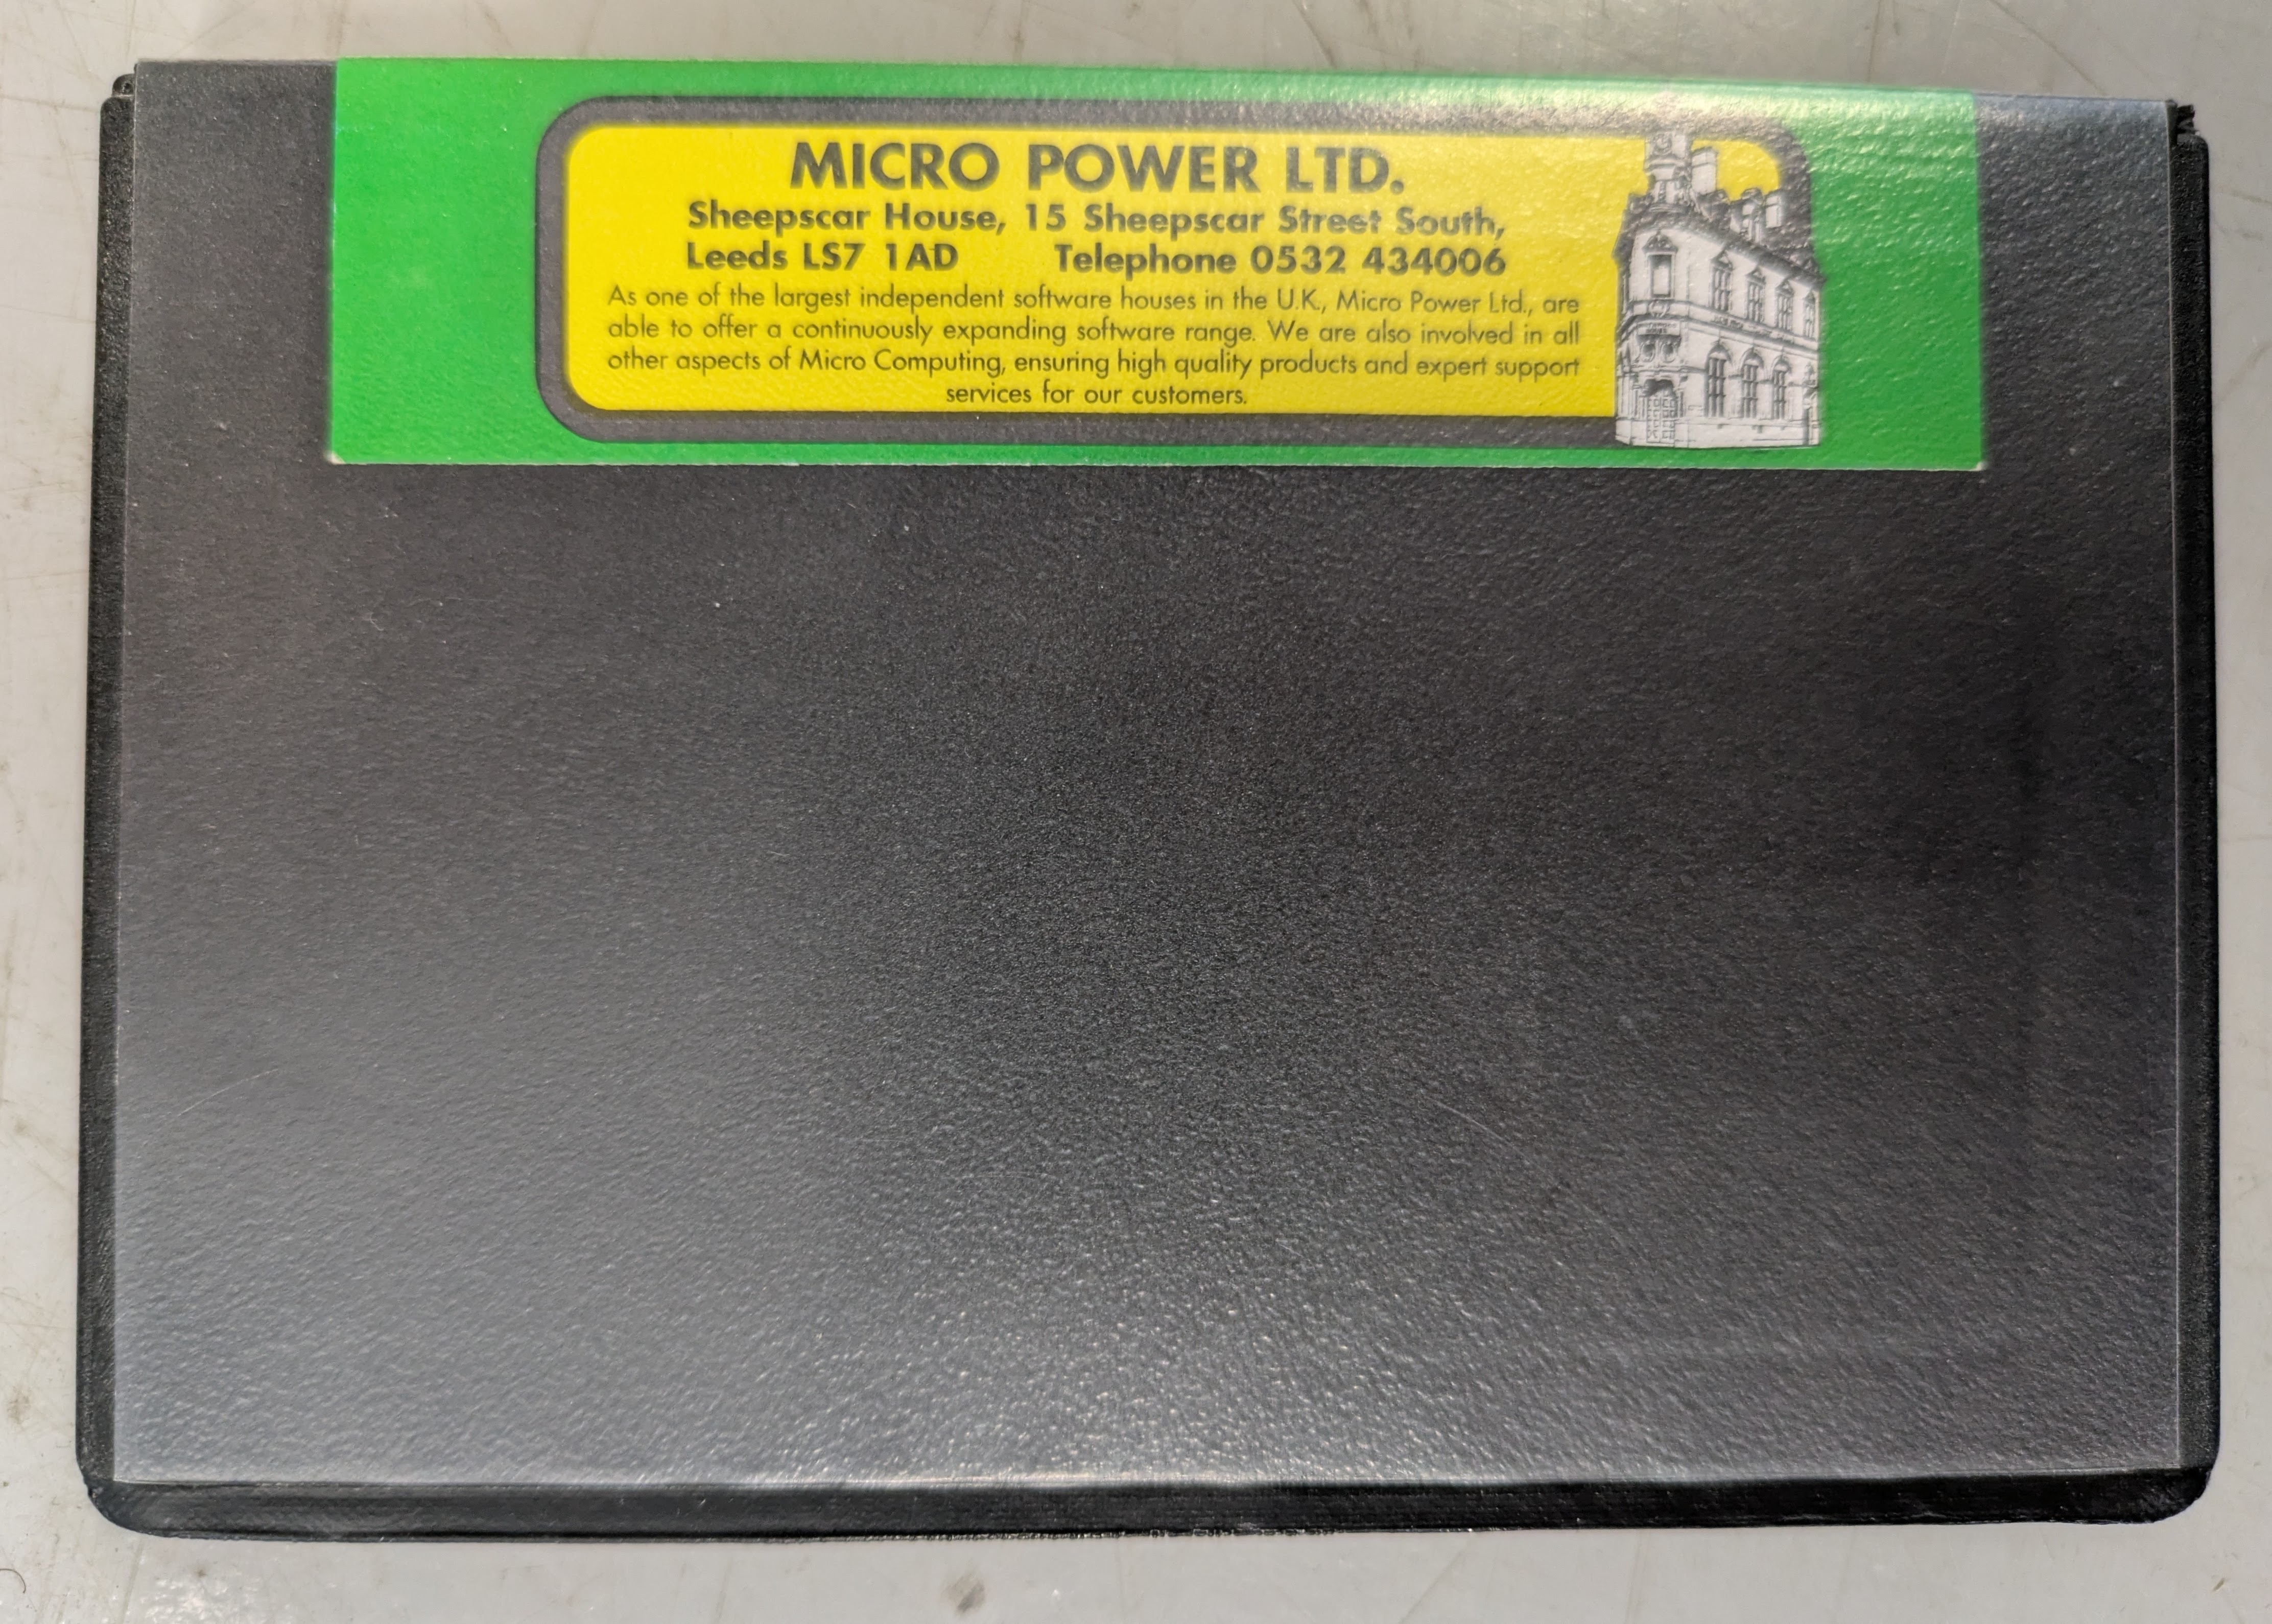 MICRO POWER LTD.
Sheepscar House, 15 Sheepscar Street South,
Leeds LS7 1AD Telephone 0532 434006
As one of the largest independent software houses in the U.K., Micro Power Ltd., are
able to offer a continuously expanding software range. We are also involved in all
other aspects of Micro Computing, ensuring high quality products and expert support
services for our customers.